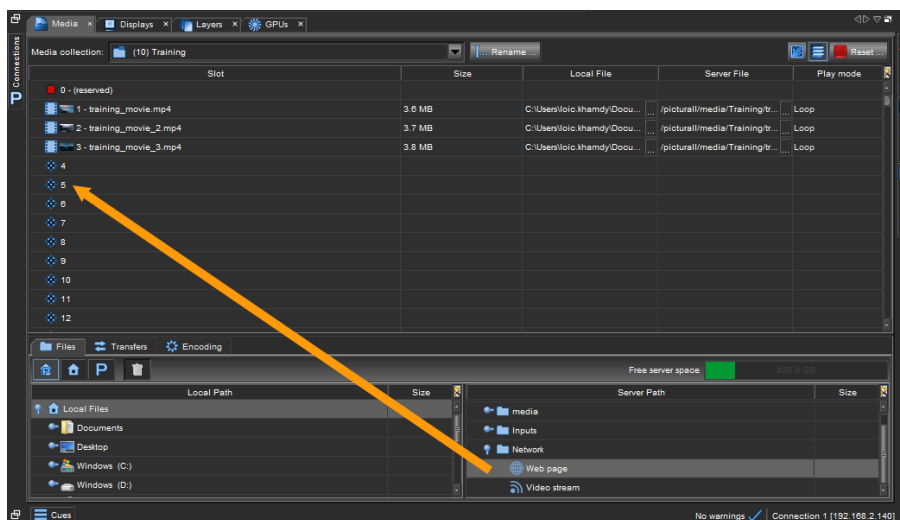 Media × Displays × Layers × GPUs ×
Connections
P
Media collection: (10) Training Rename ... Reset ...
Slot Size Local File Server File Play mode
0 - (reserved)
1 - training_movie.mp4 3.6 MB C:\Users\loic.khamdy\Docu... ... /picturall/media/Training/tr... ... Loop
2 - training_movie_2.mp4 3.7 MB C:\Users\loic.khamdy\Docu... ... /picturall/media/Training/tr... ... Loop
3 - training_movie_3.mp4 3.8 MB C:\Users\loic.khamdy\Docu... ... /picturall/media/Training/tr... ... Loop
4
5
6
7
8
9
10
11
12
Files Transfers Encoding
P Free server space 425.9 GB
Local Path Size Server Path Size
Local Files media
Documents Inputs
Desktop Network
Windows (C:) Web page
Windows (D:) Video stream
Cues No warnings Connection 1 [192.168.2.140]